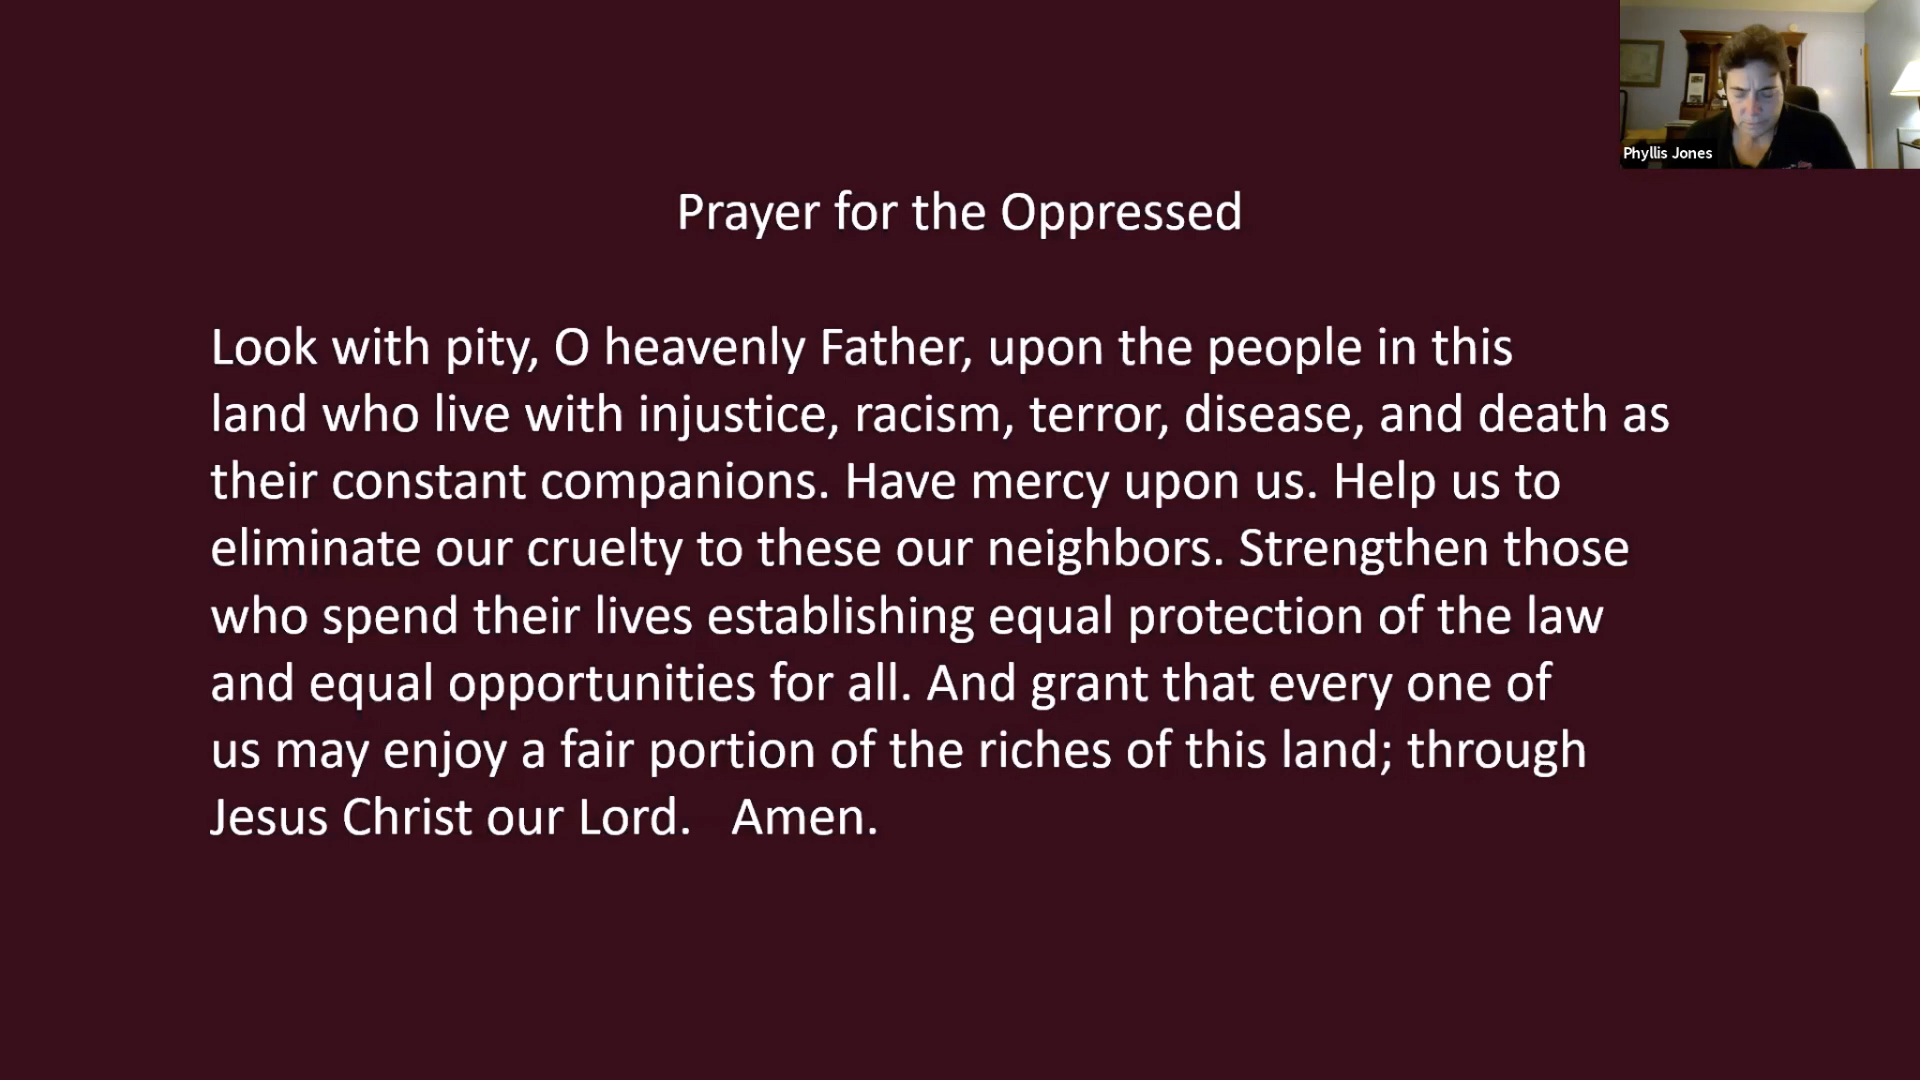 Phyllis Jones
Prayer for the Oppressed
Look with pity, O heavenly Father, upon the people in this
land who live with injustice, racism, terror, disease, and death as
their constant companions. Have mercy upon us. Help us to
eliminate our cruelty to these our neighbors. Strengthen those
who spend their lives establishing equal protection of the law
and equal opportunities for all. And grant that every one of
us may enjoy a fair portion of the riches of this land; through
Jesus Christ our Lord.   Amen.